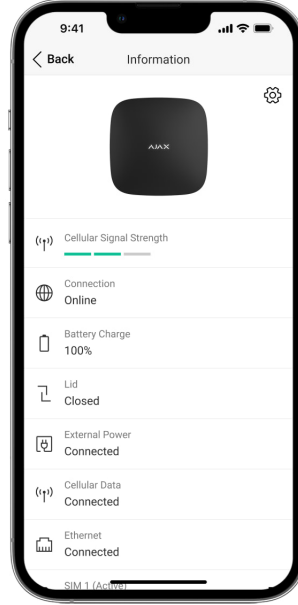 9:41
Back
Information
AJAX
Cellular Signal Strength
Connection
Online
Battery Charge
100%
Lid
Closed
External Power
Connected
Cellular Data
Connected
Ethernet
Connected
SIM 1 (Active)